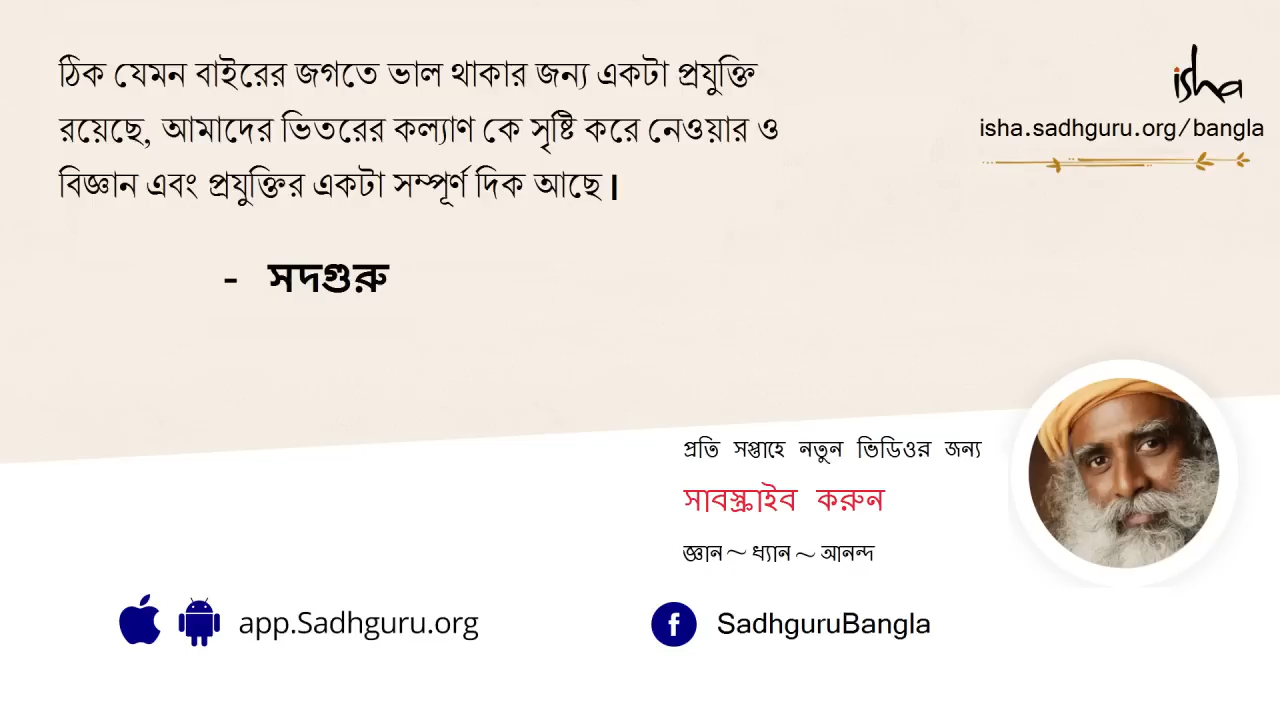 ঠিক যেমন বাইরের জগতে ভাল থাকার জন্য একটা প্রযুক্তি
রয়েছে, আমাদের ভিতরের কল্যাণ কে সৃষ্টি করে নেওয়ার ও
বিজ্ঞান এবং প্রযুক্তির একটা সম্পূর্ণ দিক আছে।
- সদগুরু
isha
isha.sadhguru.org/bangla
প্রতি সপ্তাহে নতুন ভিডিওর জন্য
সাবস্ক্রাইব করুন
জ্ঞান ~ ধ্যান ~ আনন্দ
app.Sadhguru.org
SadhguruBangla